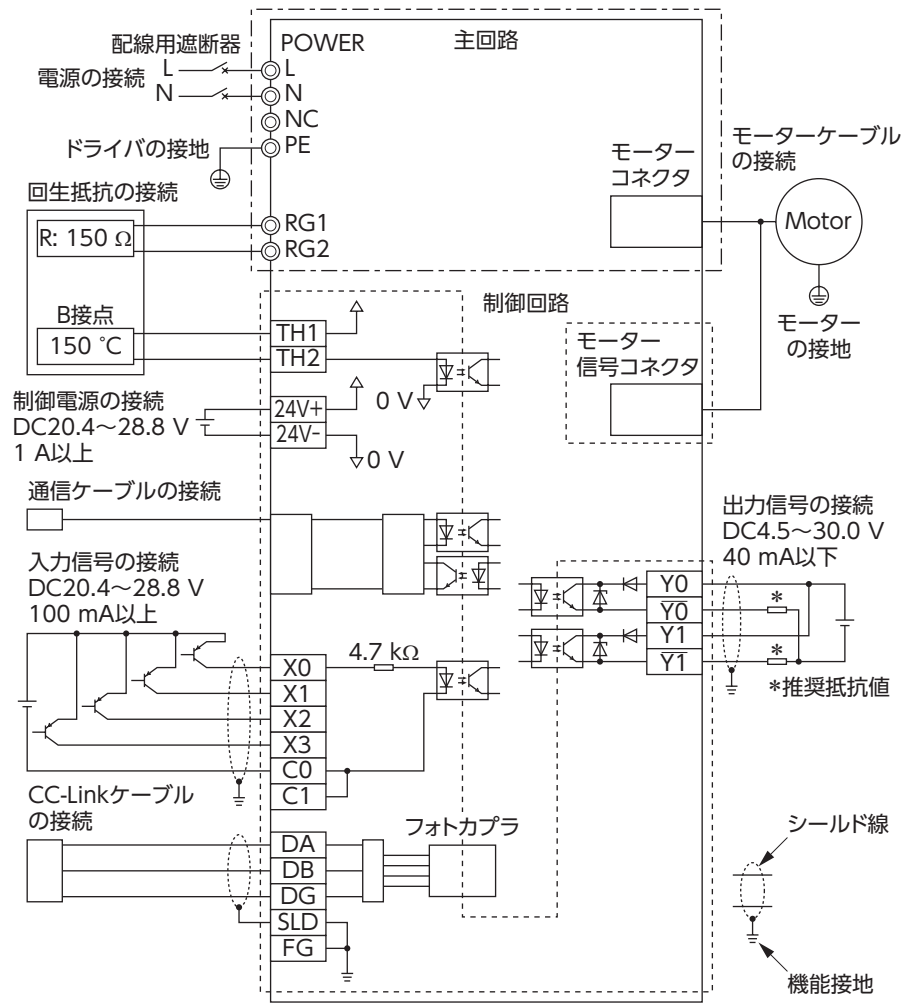 配線用遮断器
POWER
主回路
電源の接続
L
L
N
N
NC
ドライバの接地
PE
回生抵抗の接続
R: 150 Ω
RG1
RG2
B接点
150 ℃
モーター
コネクタ
モーターケーブル
の接続
Motor
モーター
の接地
制御回路
TH1
TH2
モーター
信号コネクタ
制御電源の接続
DC20.4～28.8 V
1 A以上
24V+
24V-
0 V
0 V
通信ケーブルの接続
出力信号の接続
DC4.5～30.0 V
40 mA以下
Y0
Y0
Y1
Y1
*
*
*推奨抵抗値
入力信号の接続
DC20.4～28.8 V
100 mA以上
4.7 kΩ
X0
X1
X2
X3
C0
C1
CC-Linkケーブル
の接続
フォトカプラ
DA
DB
DG
SLD
FG
シールド線
機能接地